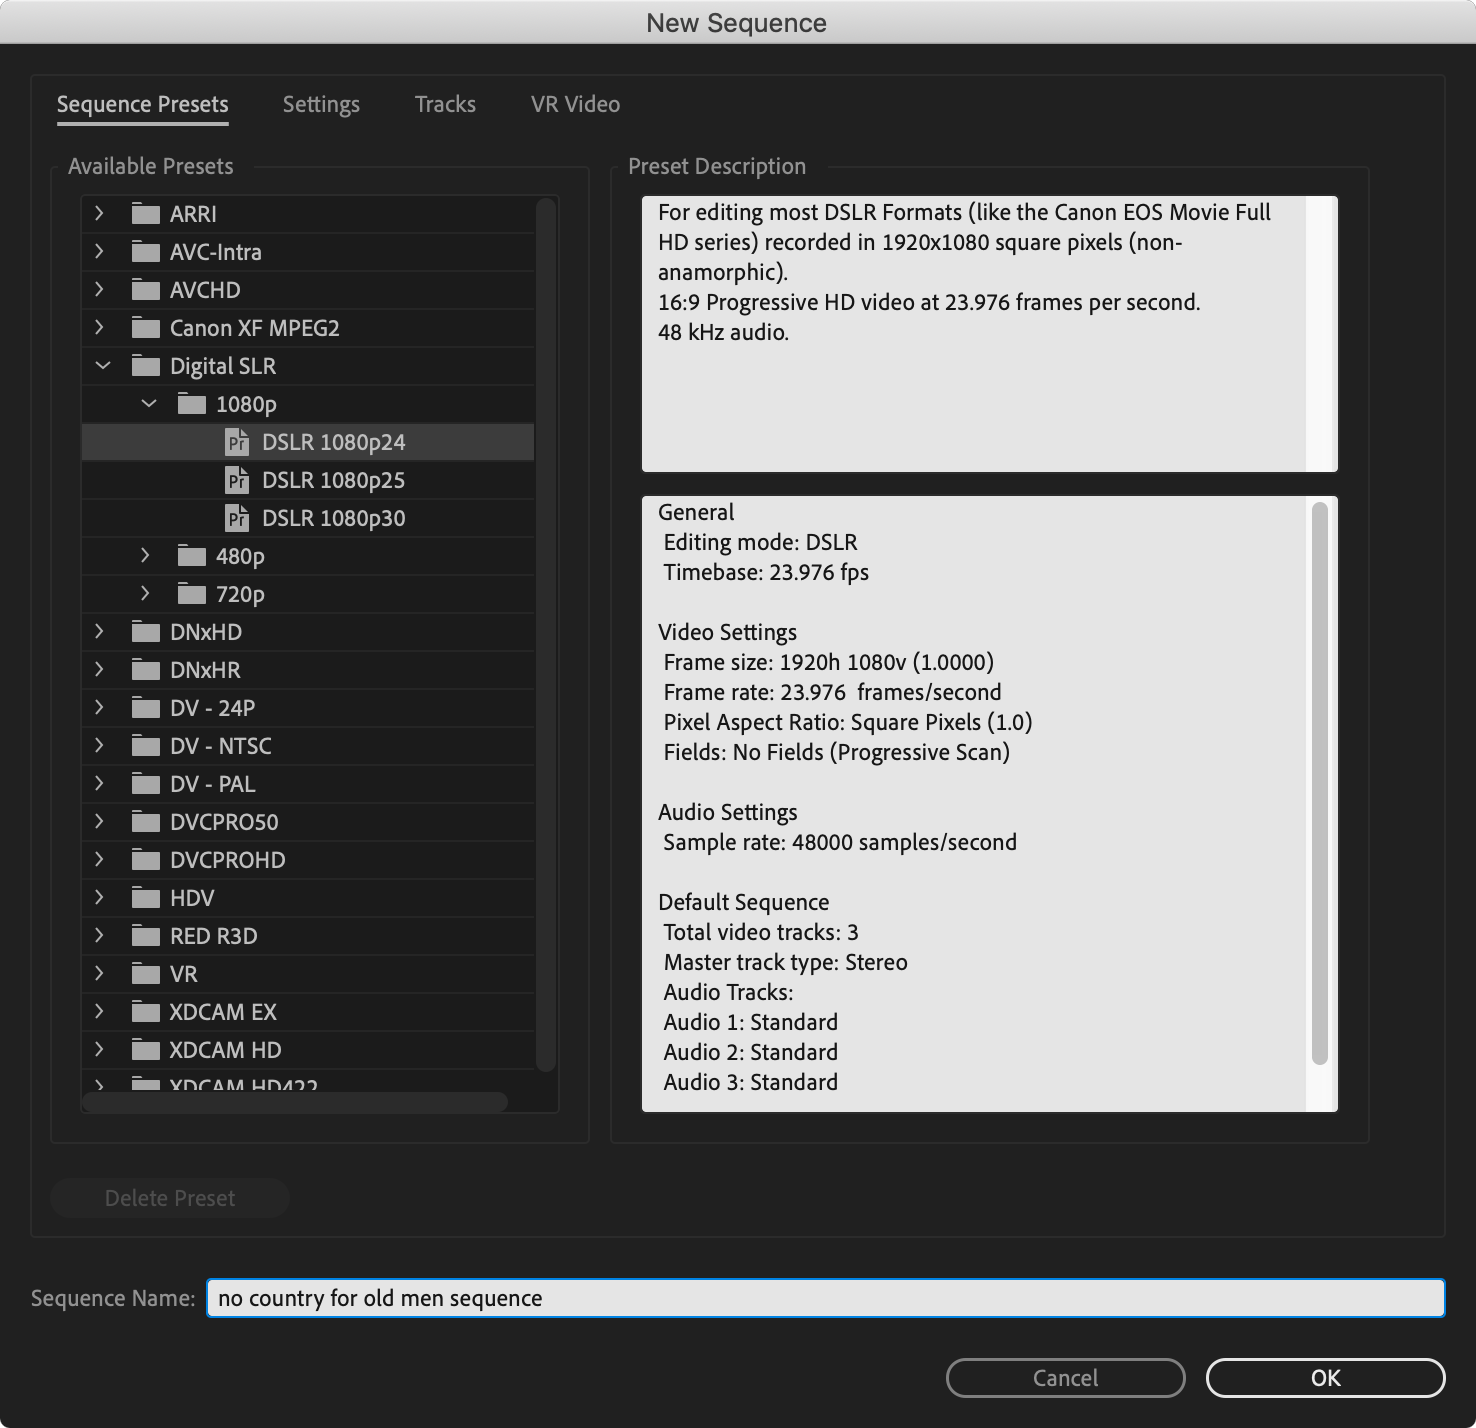 New Sequence
Sequence Presets Settings Tracks VR Video
Available Presets
ARRI
AVC-Intra
AVCHD
Canon XF MPEG2
Digital SLR
1080p
Pr DSLR 1080p24
Pr DSLR 1080p25
Pr DSLR 1080p30
480p
720p
DNxHD
DNxHR
DV - 24P
DV - NTSC
DV - PAL
DVCPRO50
DVCPROHD
HDV
RED R3D
VR
XDCAM EX
XDCAM HD
XDCAM HD422
Delete Preset
Preset Description
For editing most DSLR Formats (like the Canon EOS Movie Full
HD series) recorded in 1920x1080 square pixels (non-
anamorphic).
16:9 Progressive HD video at 23.976 frames per second.
48 kHz audio.
General
Editing mode: DSLR
Timebase: 23.976 fps
Video Settings
Frame size: 1920h 1080v (1.0000)
Frame rate: 23.976 frames/second
Pixel Aspect Ratio: Square Pixels (1.0)
Fields: No Fields (Progressive Scan)
Audio Settings
Sample rate: 48000 samples/second
Default Sequence
Total video tracks: 3
Master track type: Stereo
Audio Tracks:
Audio 1: Standard
Audio 2: Standard
Audio 3: Standard
Sequence Name: no country for old men sequence
Cancel OK